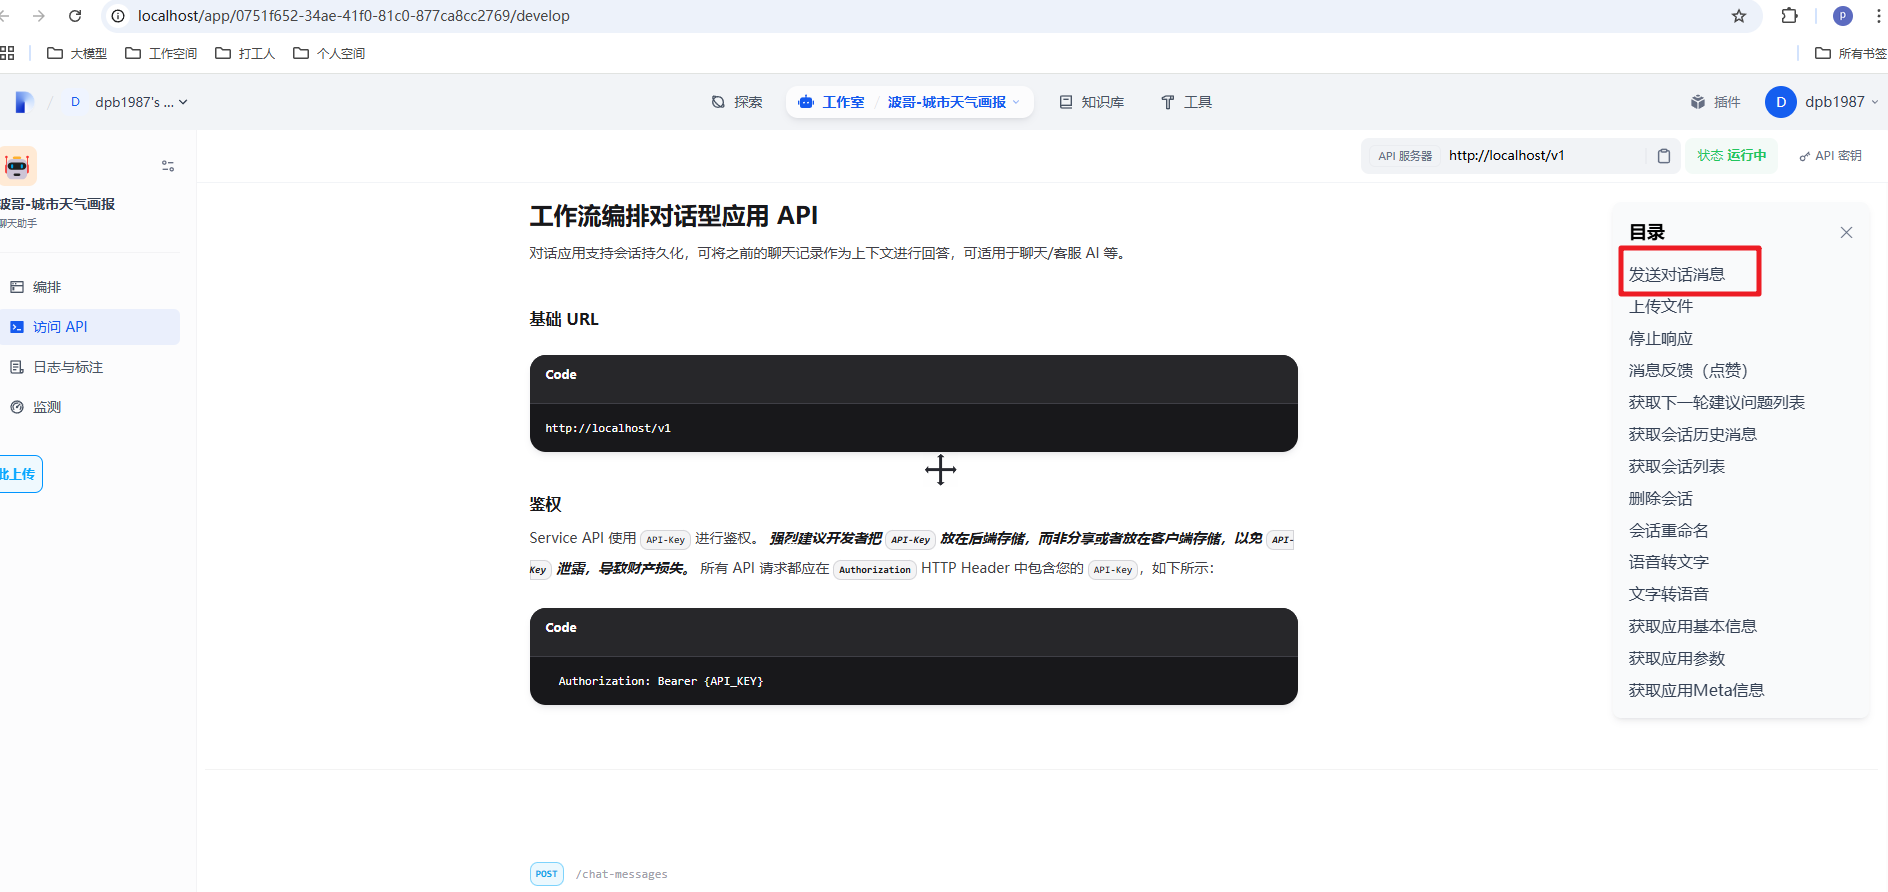 localhost/app/0751f652-34ae-41f0-81c0-877ca8cc2769/develop
P
大模型
工作空间
打工人
个人空间
所有书签
D dpb1987's ...
探索
工作室 / 波哥-城市天气画报
知识库
工具
插件
D dpb1987
API 服务器 http://localhost/v1
状态 运行中
API 密钥
波哥-城市天气画报
聊天助手
编排
访问 API
日志与标注
监测
此上传
工作流编排对话型应用 API
对话应用支持会话持久化，可将之前的聊天记录作为上下文进行回答，可适用于聊天/客服 AI 等。
基础 URL
Code
http://localhost/v1
鉴权
Service API 使用 API-Key 进行鉴权。 强烈建议开发者把 API-Key 放在后端存储，而非分享或者放在客户端存储，以免 API-
Key 泄露，导致财产损失。 所有 API 请求都应在 Authorization HTTP Header 中包含您的 API-Key，如下所示：
Code
Authorization: Bearer {API_KEY}
POST /chat-messages
目录
发送对话消息
上传文件
停止响应
消息反馈（点赞）
获取下一轮建议问题列表
获取会话历史消息
获取会话列表
删除会话
会话重命名
语音转文字
文字转语音
获取应用基本信息
获取应用参数
获取应用Meta信息